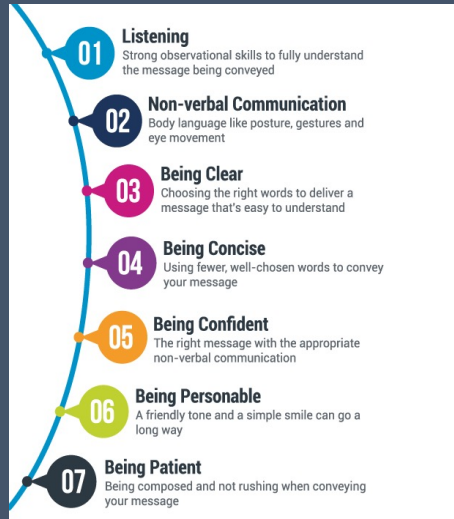 01
Listening
Strong observational skills to fully understand
the message being conveyed
02
Non-verbal Communication
Body language like posture, gestures and
eye movement
03
Being Clear
Choosing the right words to deliver a
message that's easy to understand
04
Being Concise
Using fewer, well-chosen words to convey
your message
05
Being Confident
The right message with the appropriate
non-verbal communication
06
Being Personable
A friendly tone and a simple smile can go a
long way
07
Being Patient
Being composed and not rushing when conveying
your message